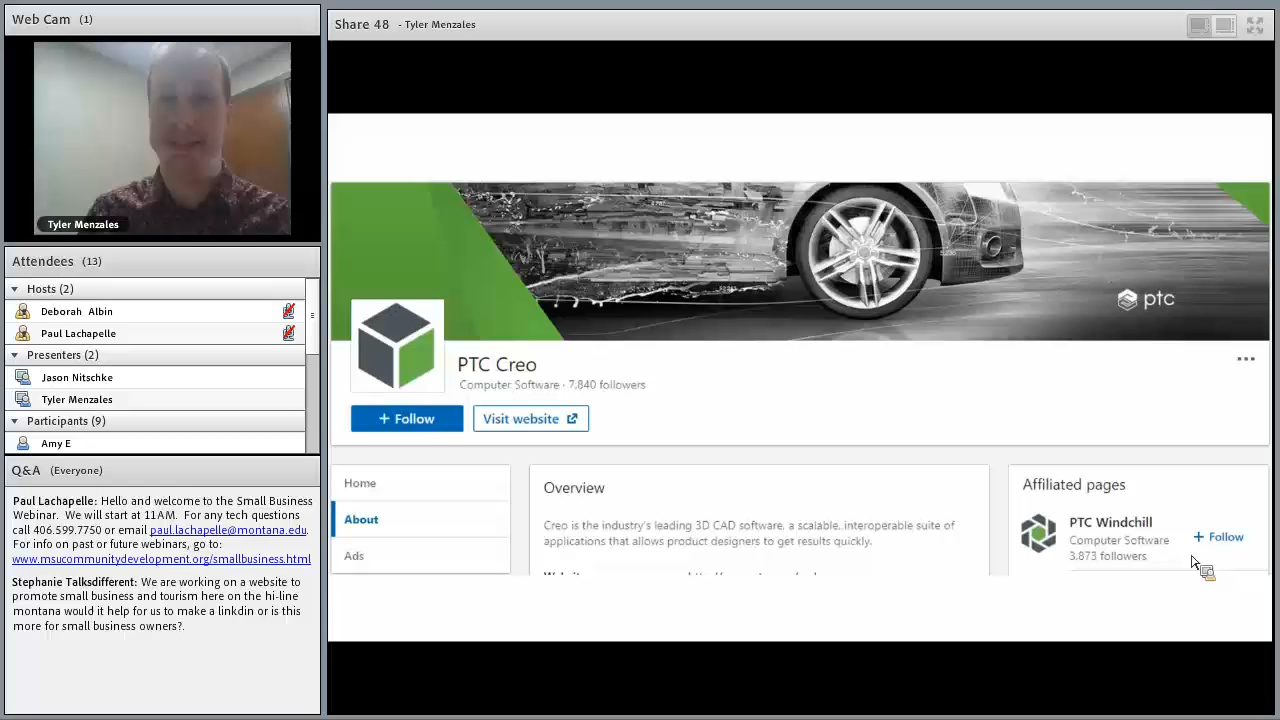 Web Cam (1)
Tyler Menzales
Attendees (13)
Hosts (2)
Deborah Albin
Paul Lachapelle
Presenters (2)
Jason Nitschke
Tyler Menzales
Participants (9)
Amy E
Q&A (Everyone)
Paul Lachapelle: Hello and welcome to the Small Business
Webinar. We will start at 11AM. For any tech questions
call 406.599.7750 or email paul.lachapelle@montana.edu.
For info on past or future webinars, go to:
www.msucommunitydevelopment.org/smallbusiness.html
Stephanie Talksdifferent: We are working on a website to
promote small business and tourism here on the hi-line
montana would it help for us to make a linkdin or is this
more for small business owners?.
Share 48 - Tyler Menzales
ptc
PTC Creo
Computer Software · 7,840 followers
+ Follow
Visit website
Home
About
Ads
Overview
Creo is the industry's leading 3D CAD software, a scalable, interoperable suite of
applications that allows product designers to get results quickly.
Affiliated pages
PTC Windchill
Computer Software
3,873 followers
+ Follow